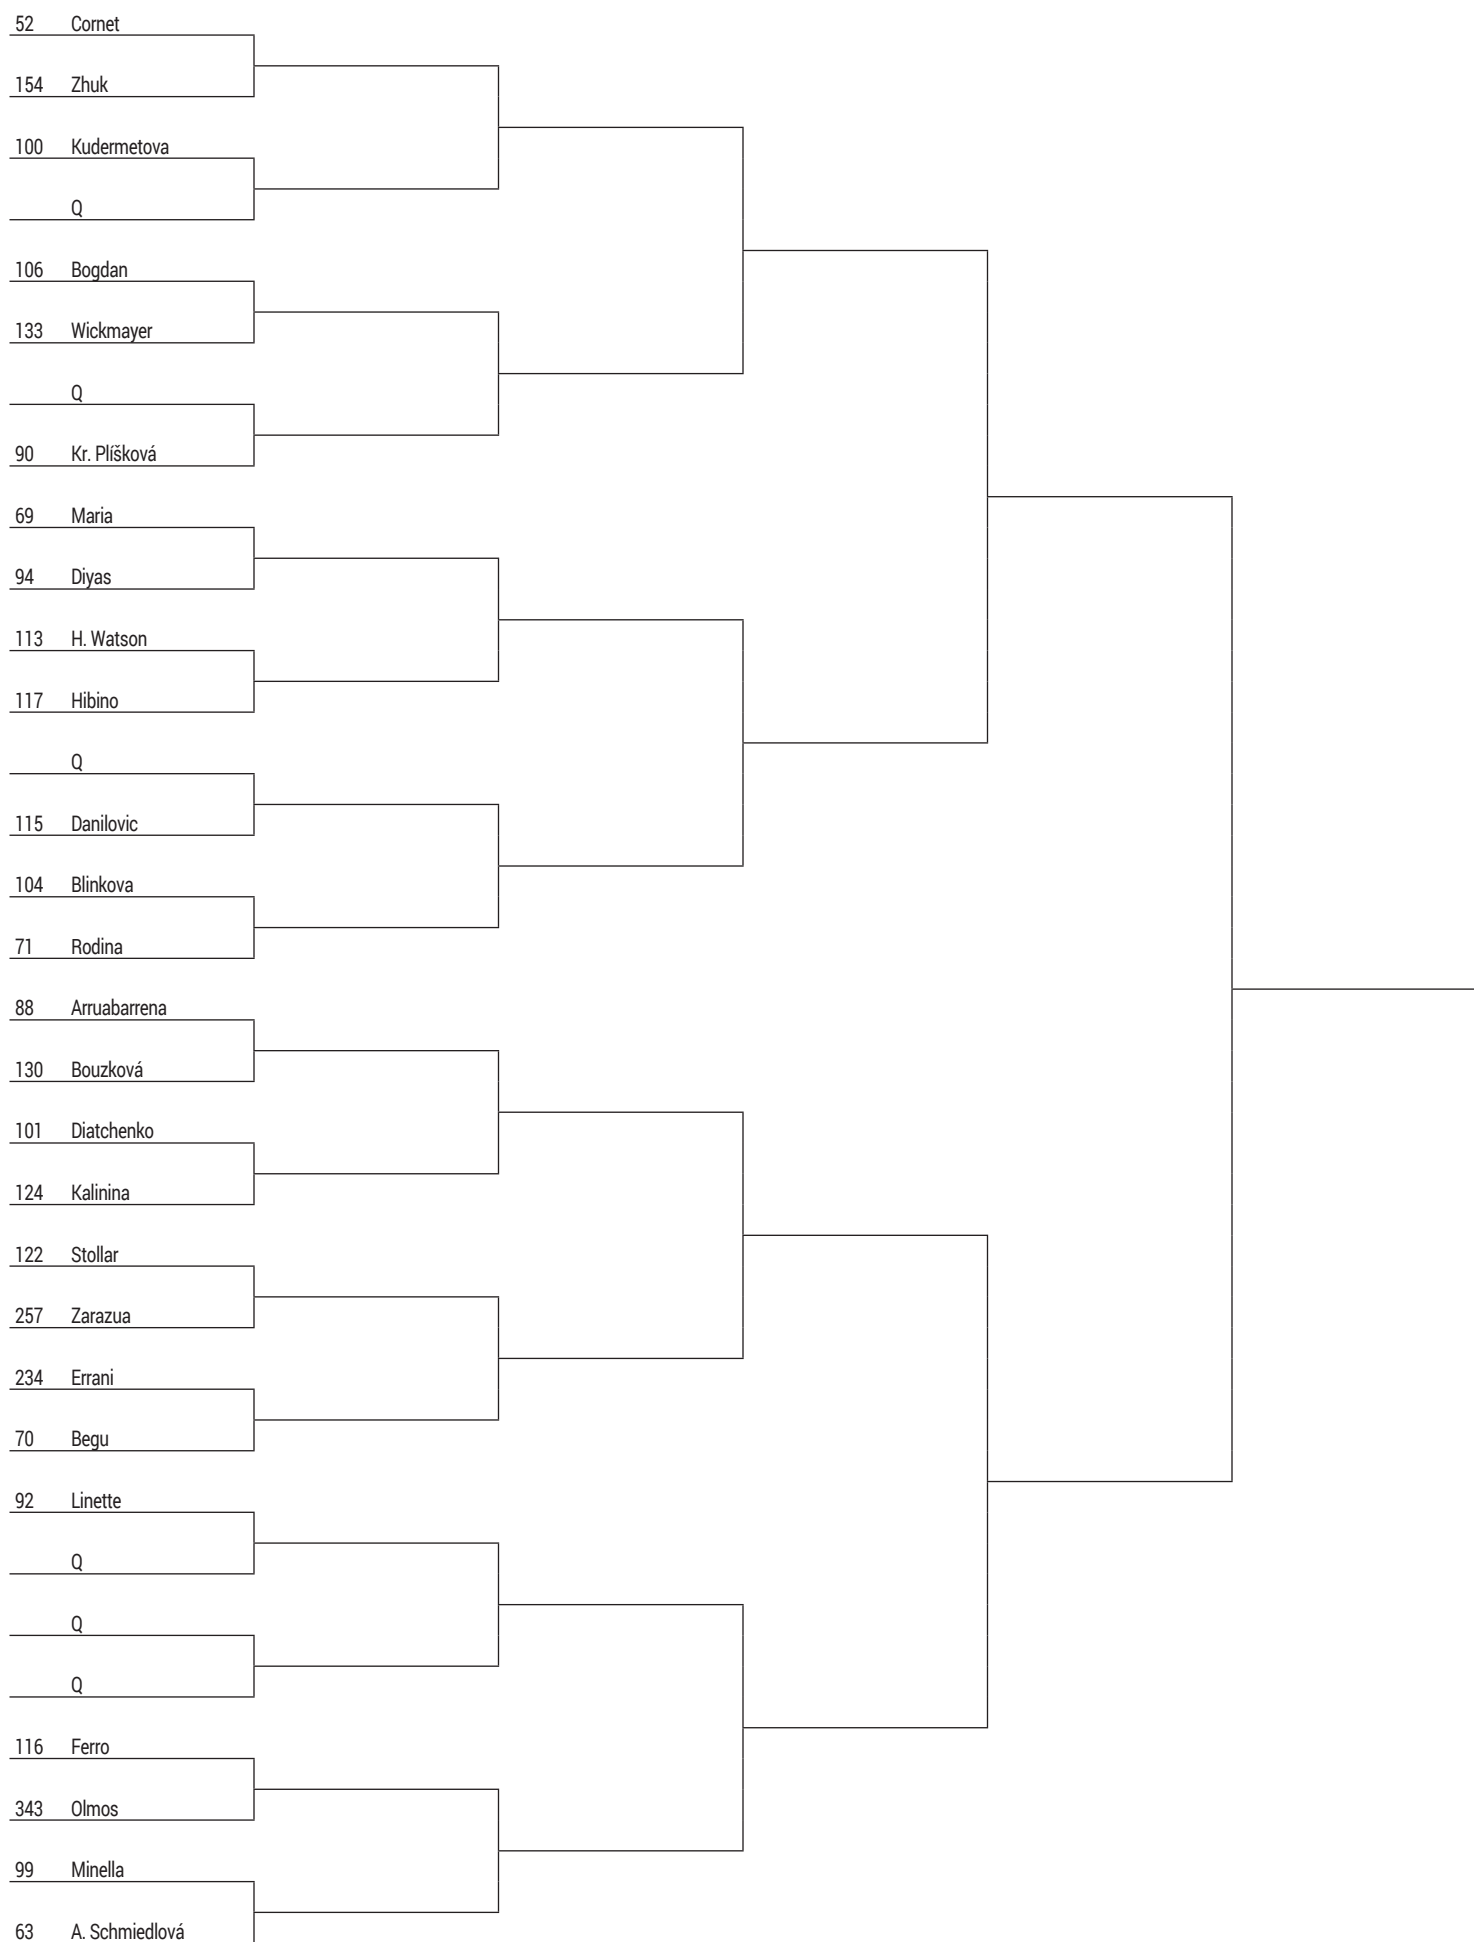 52 Cornet
154 Zhuk
100 Kudermetova
Q
106 Bogdan
133 Wickmayer
Q
90 Kr. Plíšková
69 Maria
94 Diyas
113 H. Watson
117 Hibino
Q
115 Danilovic
104 Blinkova
71 Rodina
88 Arruabarrena
130 Bouzková
101 Diatchenko
124 Kalinina
122 Stollar
257 Zarazua
234 Errani
70 Begu
92 Linette
Q
Q
Q
116 Ferro
343 Olmos
99 Minella
63 A. Schmiedlová